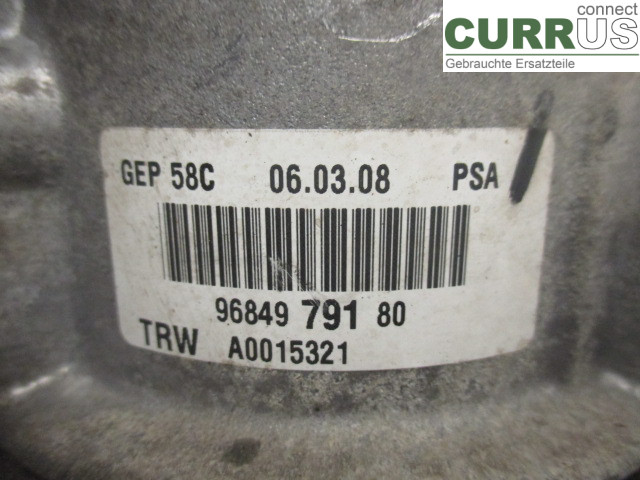 connect
CURRUS
Gebrauchte Ersatzteile
GEP 58C 06.03.08 PSA
96849 791 80
TRW A0015321